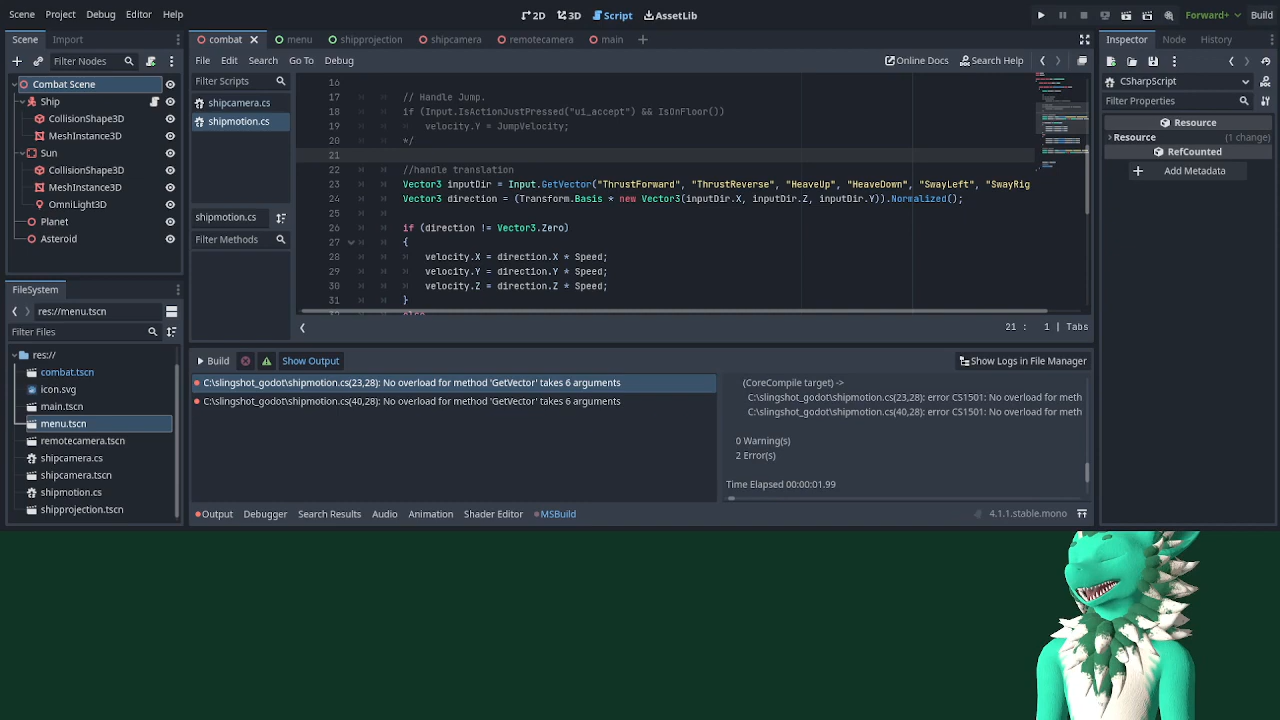 Scene Project Debug Editor Help
2D 3D Script AssetLib
Forward+ Build
Scene Import
Filter Nodes
Combat Scene
Ship
CollisionShape3D
MeshInstance3D
Sun
CollisionShape3D
MeshInstance3D
OmniLight3D
Planet
Asteroid
FileSystem
res://menu.tscn
Filter Files
res://
combat.tscn
icon.svg
main.tscn
menu.tscn
remotecamera.tscn
shipcamera.cs
shipcamera.tscn
shipmotion.cs
shipprojection.tscn
combat menu shipprojection shipcamera remotecamera main
File Edit Search Go To Debug
Online Docs Search Help
Filter Scripts
shipcamera.cs
shipmotion.cs
shipmotion.cs
Filter Methods
16
17 // Handle Jump.
18 if (Input.IsActionJustPressed("ui_accept") && IsOnFloor())
19 velocity.Y = JumpVelocity;
20 */
21
22 //handle translation
23 Vector3 inputDir = Input.GetVector("ThrustForward", "ThrustReverse", "HeaveUp", "HeaveDown", "SwayLeft", "SwayRig
24 Vector3 direction = (Transform.Basis * new Vector3(inputDir.X, inputDir.Z, inputDir.Y)).Normalized();
25
26 if (direction != Vector3.Zero)
27 {
28 velocity.X = direction.X * Speed;
29 velocity.Y = direction.Y * Speed;
30 velocity.Z = direction.Z * Speed;
31 }
21 : 1 | Tabs
Build Show Output
Show Logs in File Manager
C:\slingshot_godot\shipmotion.cs(23,28): No overload for method 'GetVector' takes 6 arguments
C:\slingshot_godot\shipmotion.cs(40,28): No overload for method 'GetVector' takes 6 arguments
(CoreCompile target) ->
C:\slingshot_godot\shipmotion.cs(23,28): error CS1501: No overload for meth
C:\slingshot_godot\shipmotion.cs(40,28): error CS1501: No overload for meth
0 Warning(s)
2 Error(s)
Time Elapsed 00:00:01.99
Output Debugger Search Results Audio Animation Shader Editor MSBuild
4.1.1.stable.mono
Inspector Node History
CSharpScript
Filter Properties
Resource
Resource (1 change)
RefCounted
Add Metadata